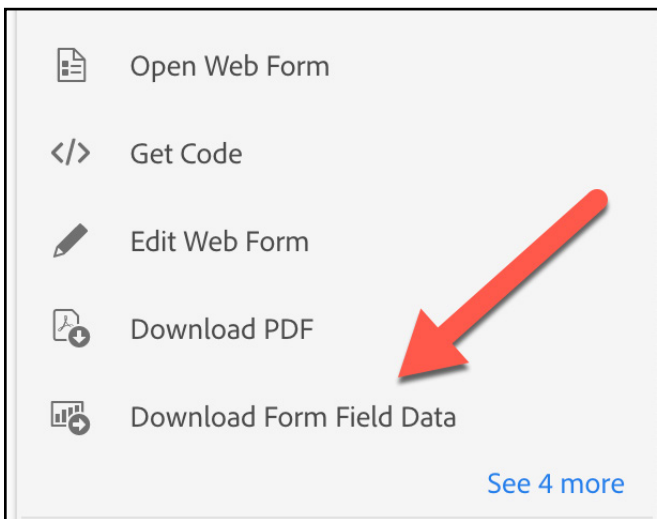 Open Web Form
Get Code
Edit Web Form
Download PDF
Download Form Field Data
See 4 more